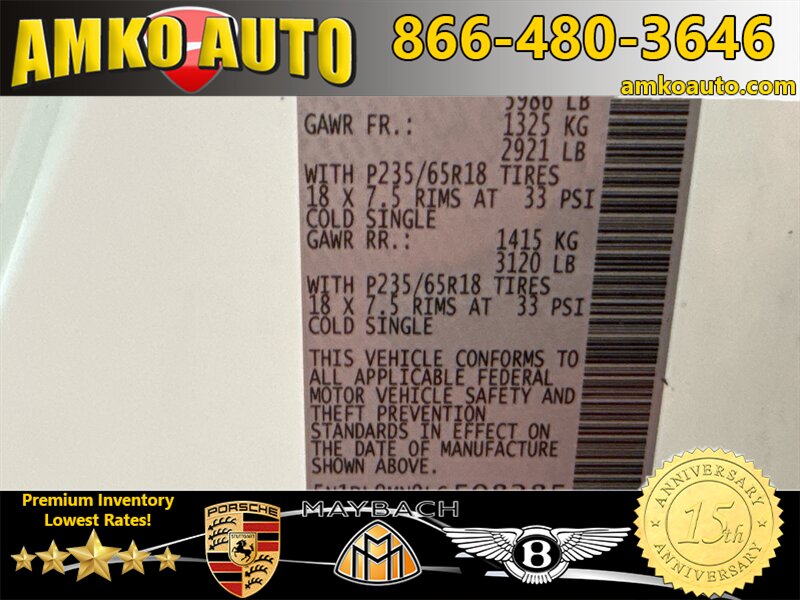 AMKO AUTO
866-480-3646
amkoauto.com
5986 LB
GAWR FR.: 1325 KG
2921 LB
WITH P235/65R18 TIRES
18 X 7.5 RIMS AT 33 PSI
COLD SINGLE
GAWR RR.: 1415 KG
3120 LB
WITH P235/65R18 TIRES
18 X 7.5 RIMS AT 33 PSI
COLD SINGLE
THIS VEHICLE CONFORMS TO
ALL APPLICABLE FEDERAL
MOTOR VEHICLE SAFETY AND
THEFT PREVENTION
STANDARDS IN EFFECT ON
THE DATE OF MANUFACTURE
SHOWN ABOVE.
Premium Inventory
Lowest Rates!
PORSCHE
STUTTGART
MAYBACH
MM
B
ANNIVERSARY
15th
ANNIVERSARY